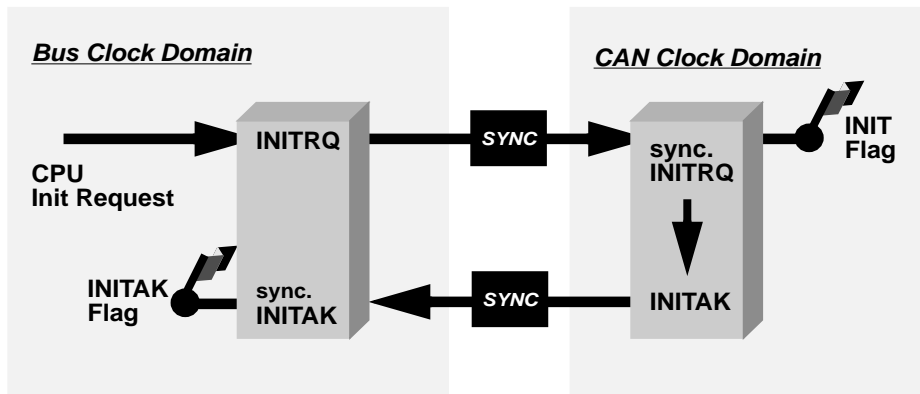 Bus Clock Domain
CAN Clock Domain
CPU
Init Request
INITRQ
SYNC
sync.
INITRQ
INIT
Flag
INITAK
Flag
sync.
INITAK
SYNC
INITAK